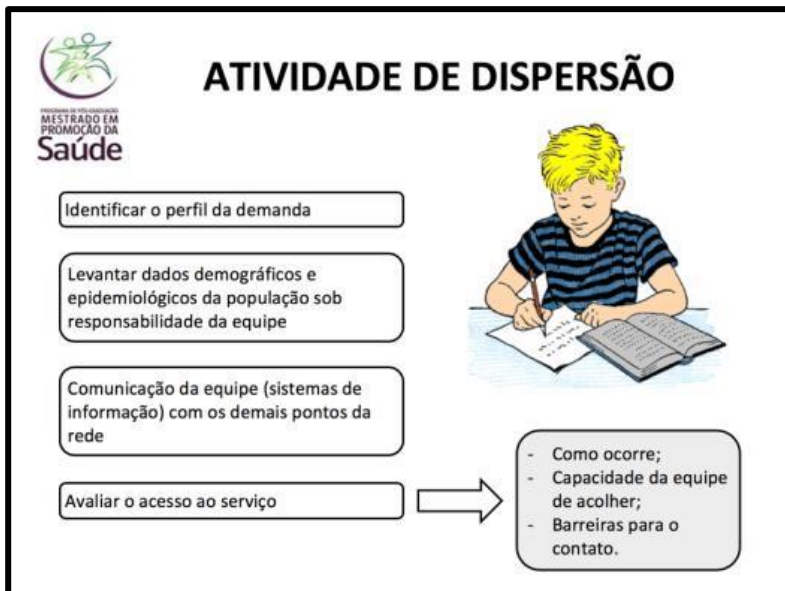 PROGRAMA DE PÓS-GRADUAÇÃO
MESTRADO EM
PROMOÇÃO DA
Saúde
ATIVIDADE DE DISPERSÃO
Identificar o perfil da demanda
Levantar dados demográficos e
epidemiológicos da população sob
responsabilidade da equipe
Comunicação da equipe (sistemas de
informação) com os demais pontos da
rede
Avaliar o acesso ao serviço
- Como ocorre;
- Capacidade da equipe
de acolher;
- Barreiras para o
contato.